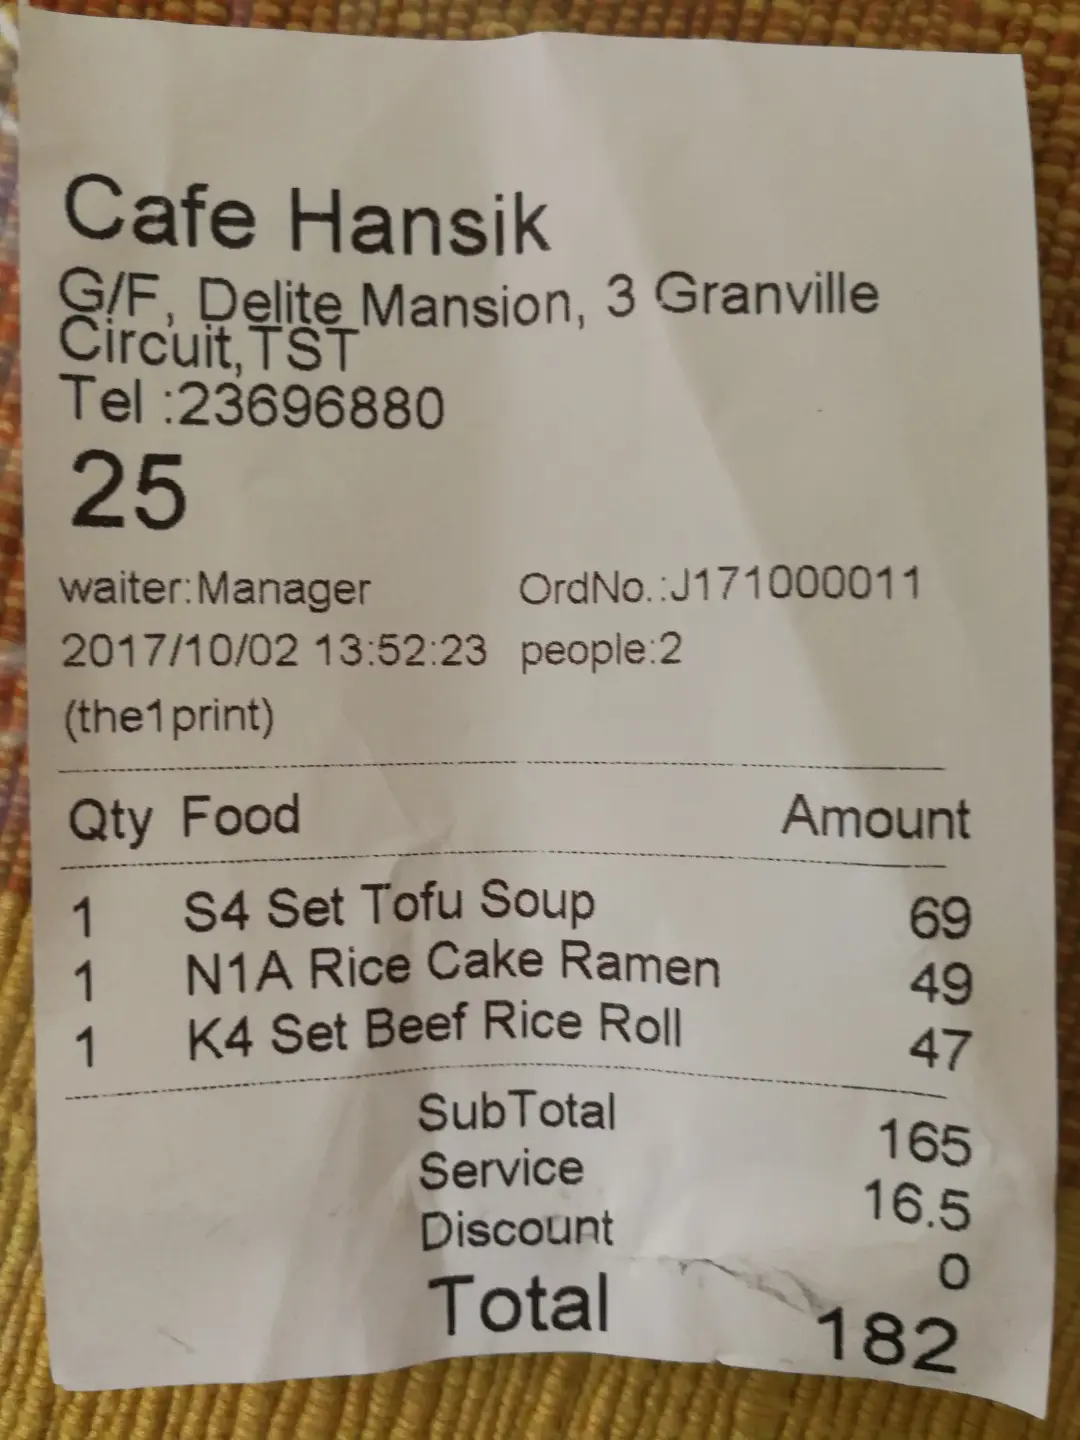 Cafe Hansik
G/F, Delite Mansion, 3 Granville
Circuit,TST
Tel :23696880
25
waiter:Manager OrdNo.:J171000011
2017/10/02 13:52:23 people:2
(the1print)
Qty Food Amount
1 S4 Set Tofu Soup 69
1 N1A Rice Cake Ramen 49
1 K4 Set Beef Rice Roll 47
SubTotal 165
Service 16.5
Discount 0
Total 182